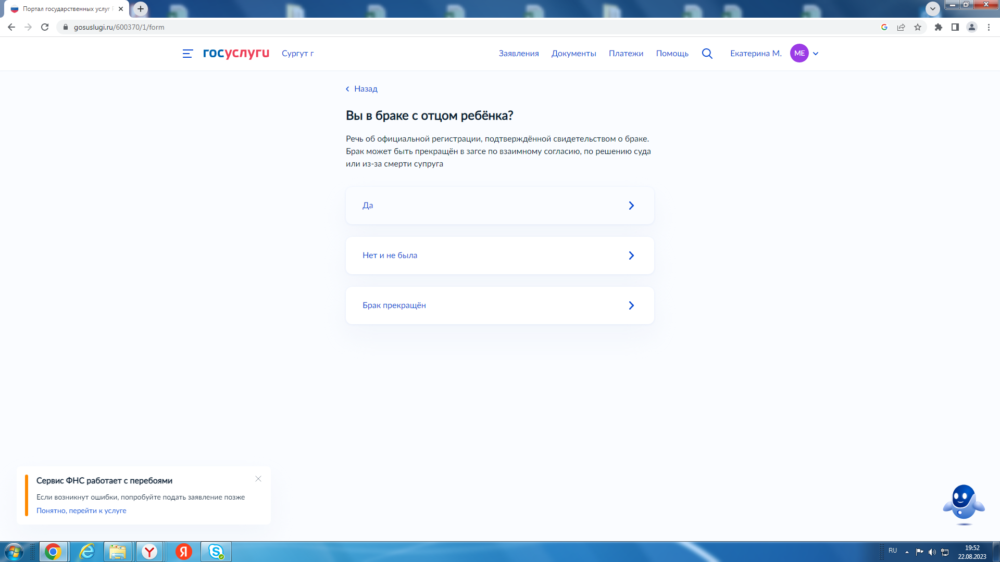 Портал государственных услуг
gosuslugi.ru/600370/1/form
госуслуги
Сургут г
Заявления
Документы
Платежи
Помощь
Екатерина М.
МЕ
Назад
Вы в браке с отцом ребёнка?
Речь об официальной регистрации, подтверждённой свидетельством о браке.
Брак может быть прекращён в загсе по взаимному согласию, по решению суда
или из-за смерти супруга
Да
Нет и не была
Брак прекращён
Сервис ФНС работает с перебоями
Если возникнут ошибки, попробуйте подать заявление позже
Понятно, перейти к услуге
RU
19:52
22.08.2023